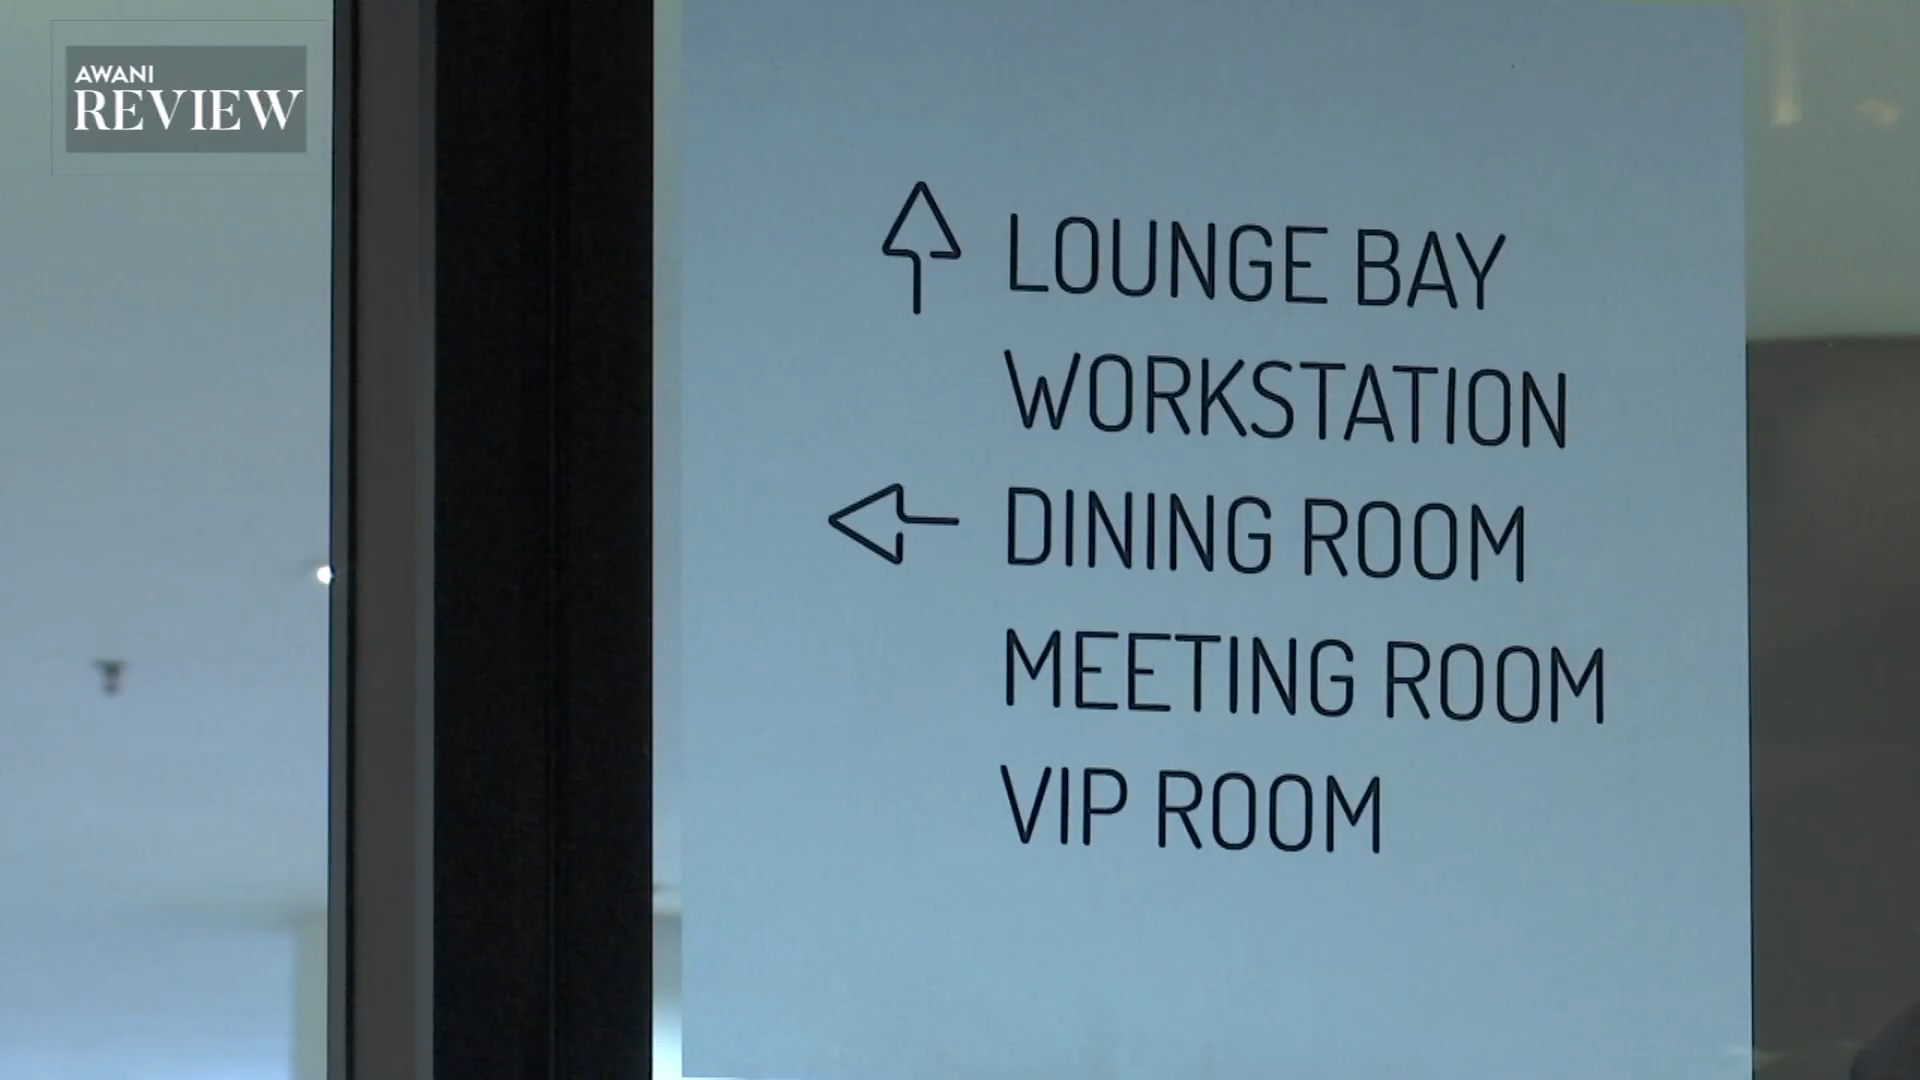 AWANI
REVIEW
LOUNGE BAY
WORKSTATION
DINING ROOM
MEETING ROOM
VIP ROOM